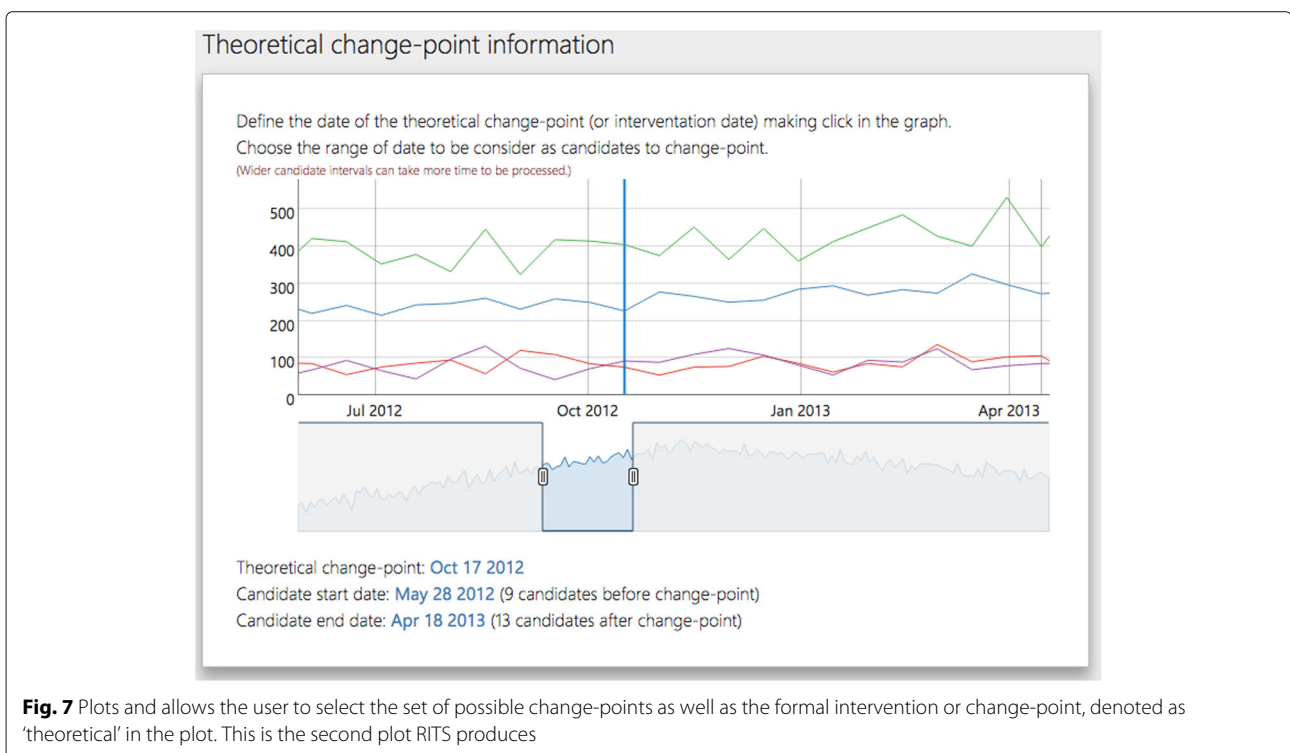 Theoretical change-point information
Define the date of the theoretical change-point (or interventation date) making click in the graph.
Choose the range of date to be consider as candidates to change-point.
(Wider candidate intervals can take more time to be processed.)
500
400
300
200
100
0
Jul 2012 Oct 2012 Jan 2013 Apr 2013
Theoretical change-point: Oct 17 2012
Candidate start date: May 28 2012 (9 candidates before change-point)
Candidate end date: Apr 18 2013 (13 candidates after change-point)
Fig. 7 Plots and allows the user to select the set of possible change-points as well as the formal intervention or change-point, denoted as
‘theoretical’ in the plot. This is the second plot RITS produces